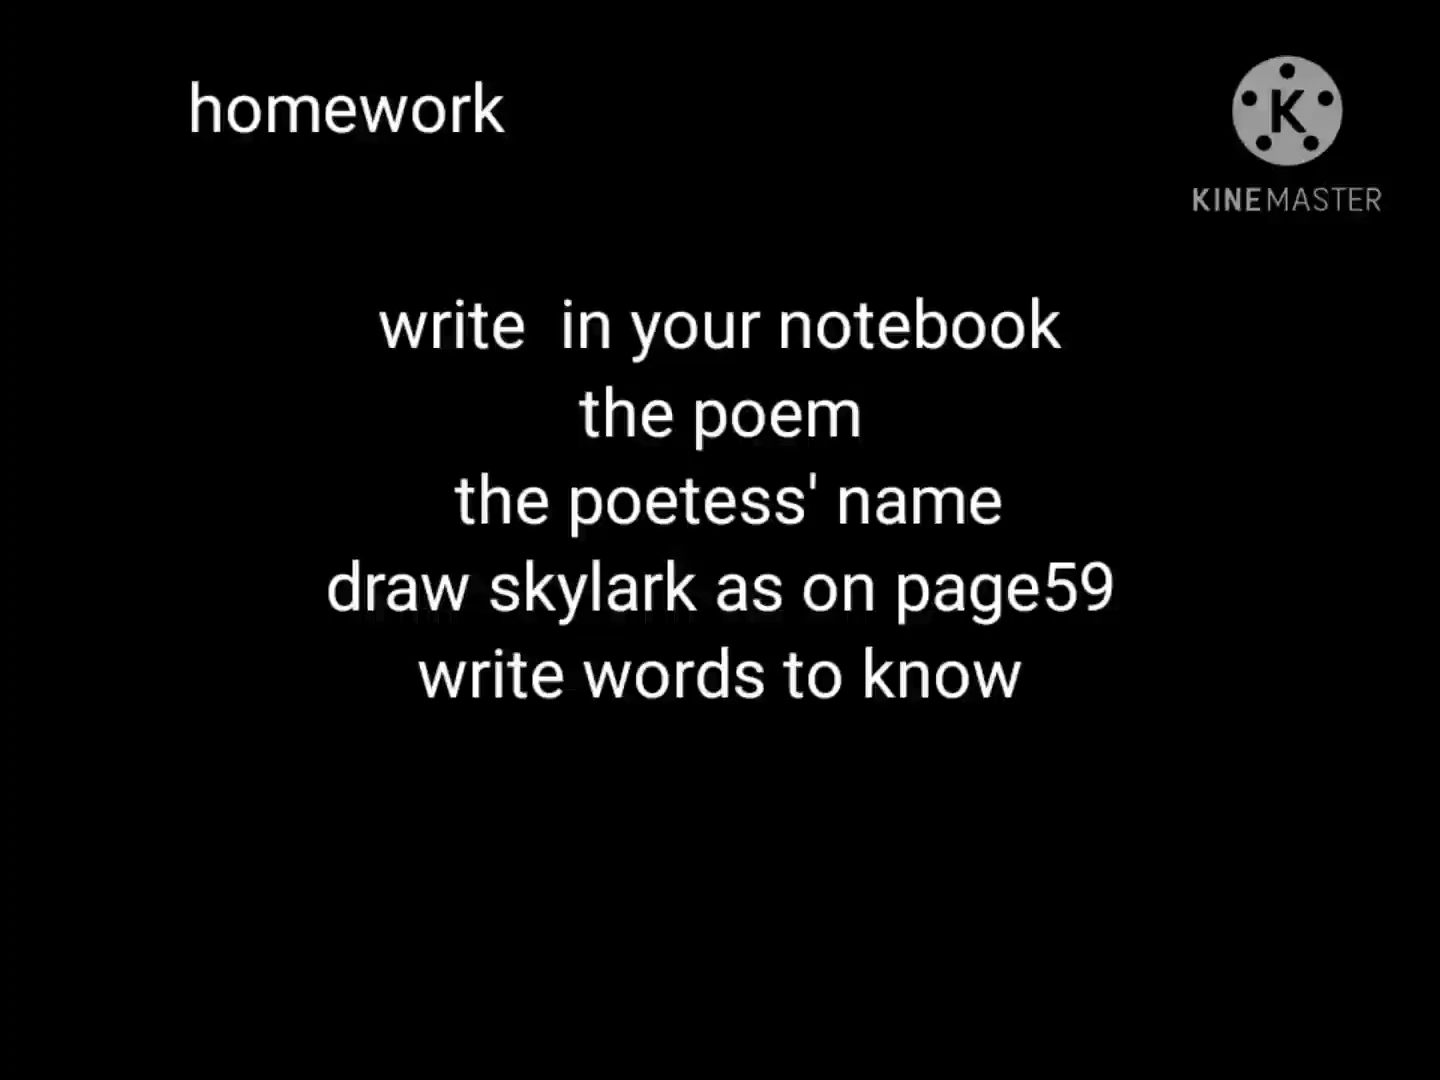 homework
K
KINEMASTER
write  in your notebook
the poem
the poetess' name
draw skylark as on page59
write words to know